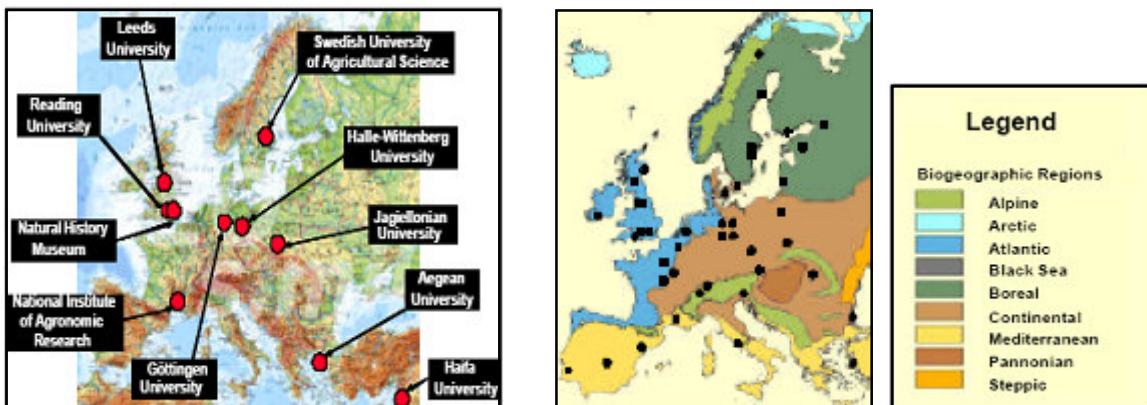 Leeds
University
Swedish University
of Agricultural Science
Reading
University
Halle-Wittenberg
University
Natural History
Museum
Jagiellonian
University
Aegean
University
National Institute
of Agronomic
Research
Göttingen
University
Haifa
University
Legend
Biogeographic Regions
Alpine
Arctic
Atlantic
Black Sea
Boreal
Continental
Mediterranean
Pannonian
Steppic